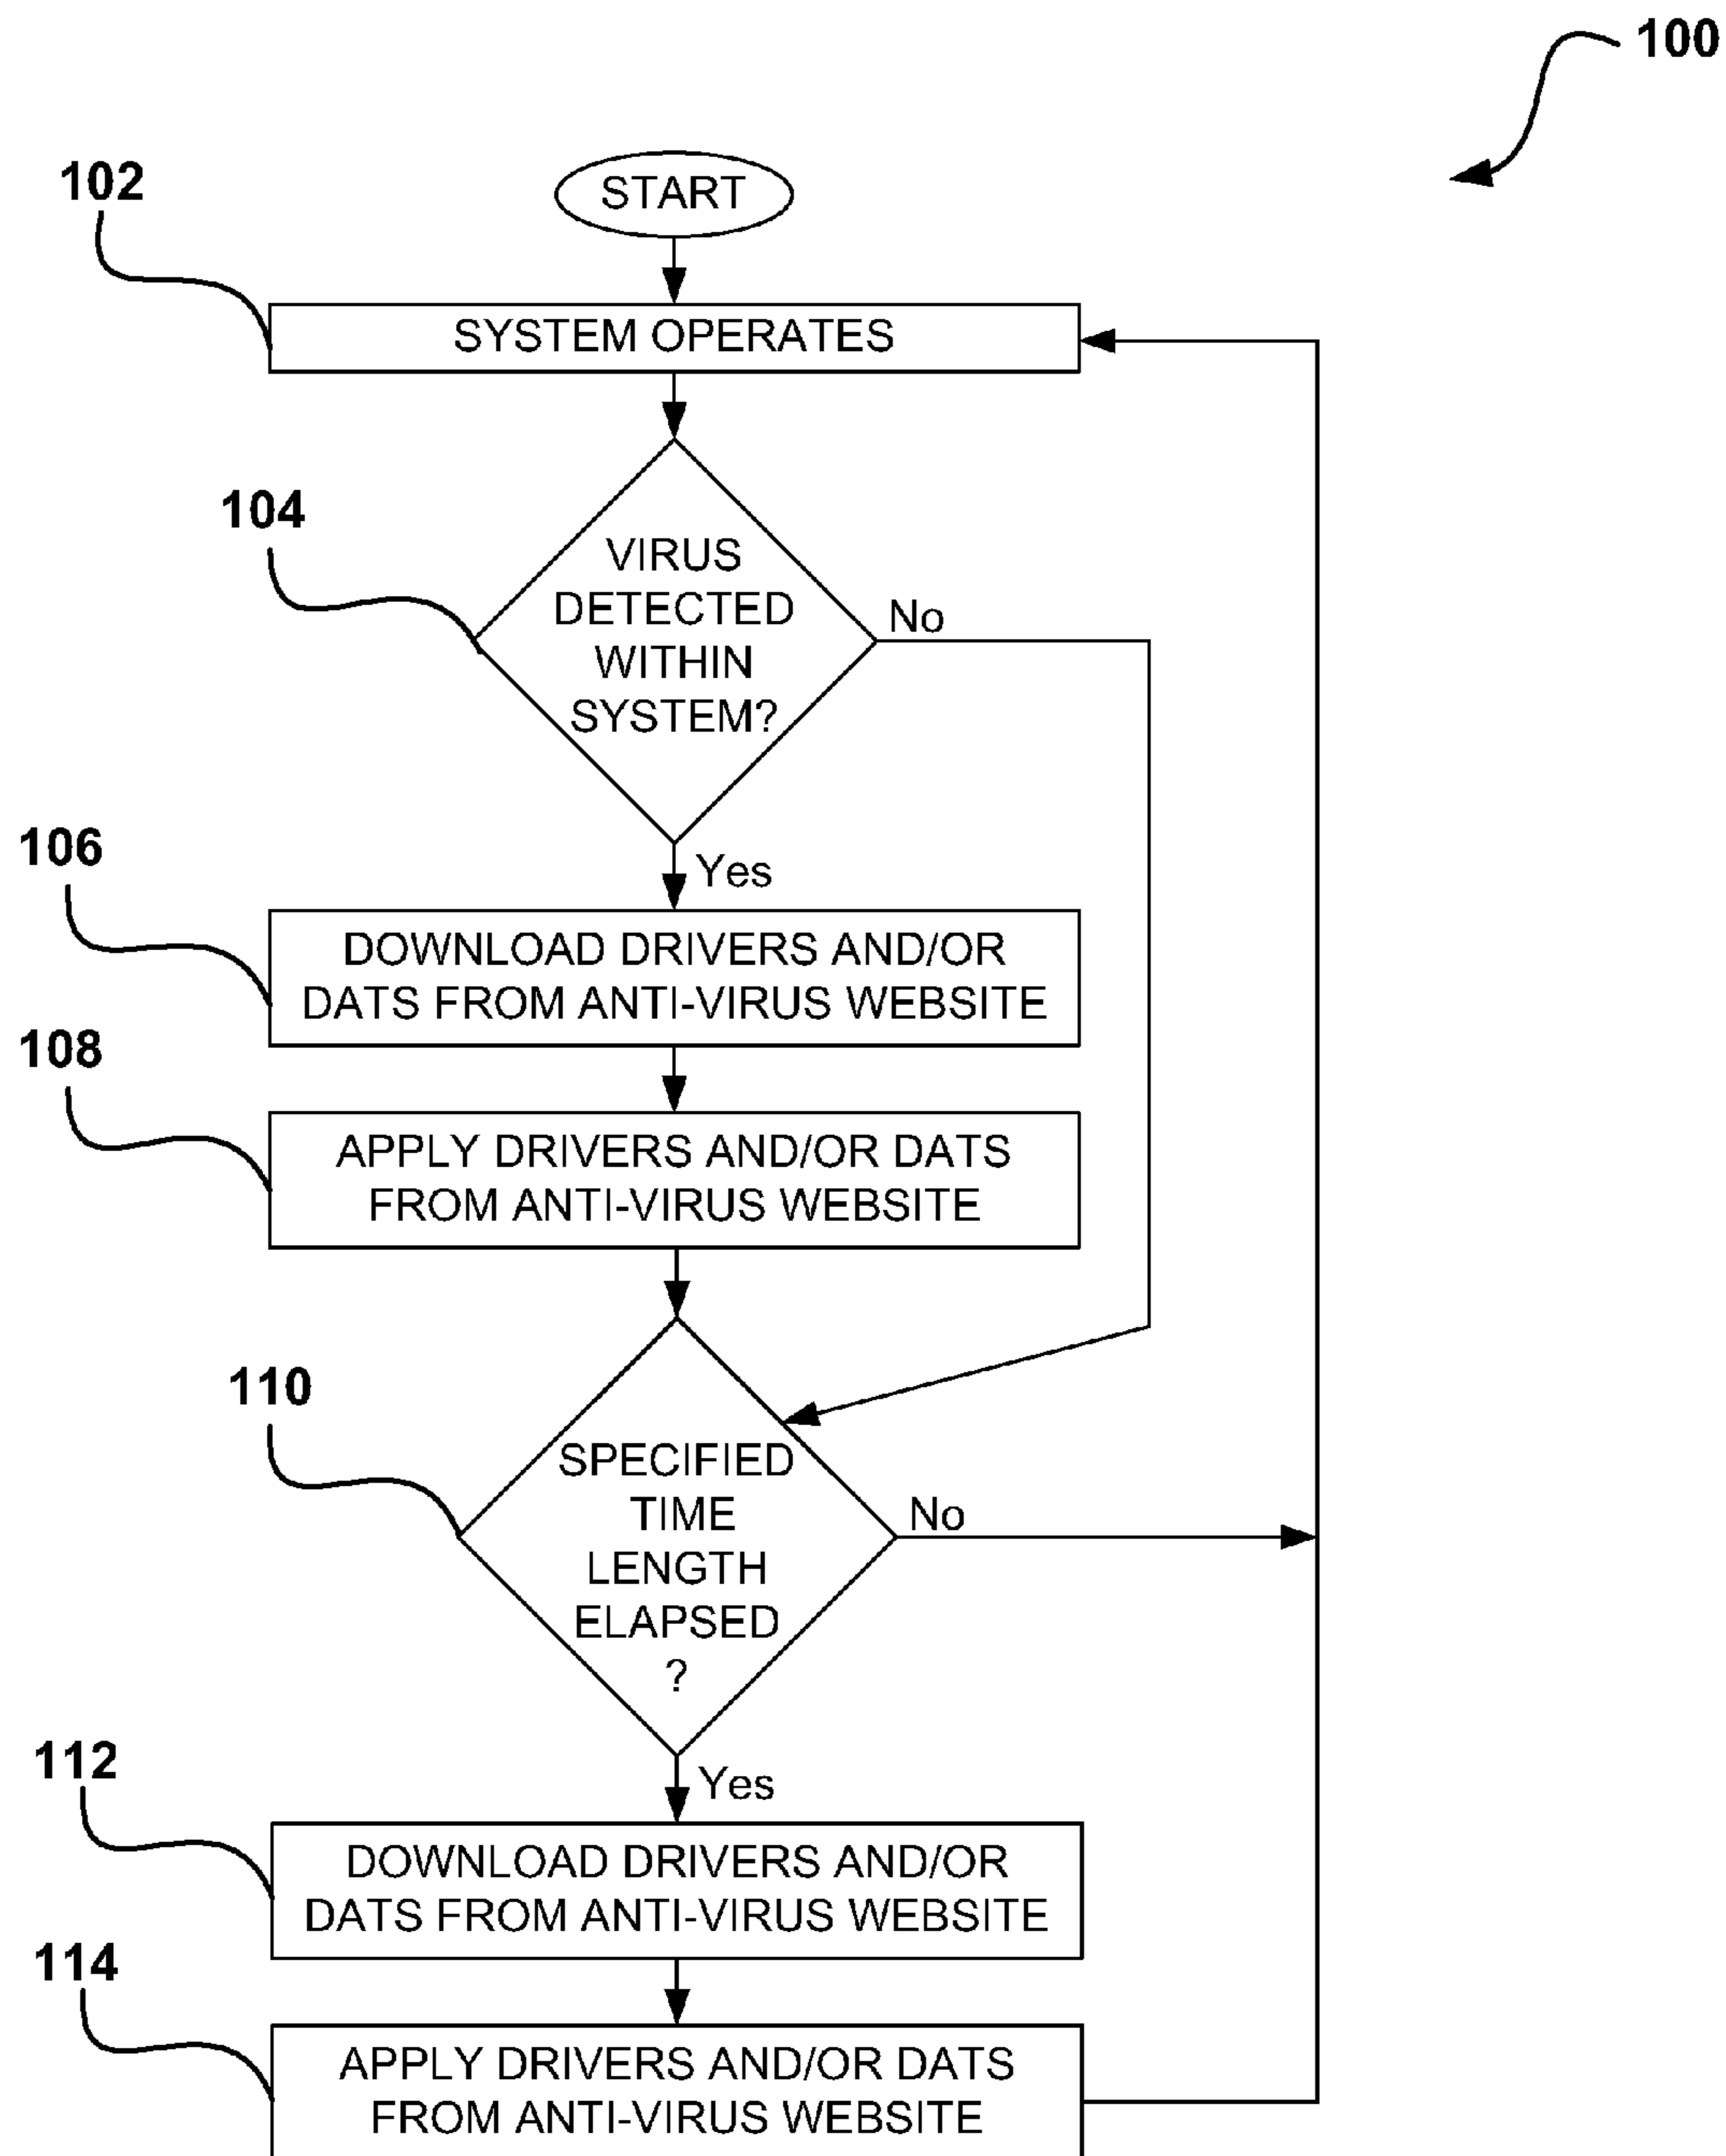 100
102
START
SYSTEM OPERATES
104
VIRUS
DETECTED
WITHIN
SYSTEM?
No
Yes
106
DOWNLOAD DRIVERS AND/OR
DATS FROM ANTI-VIRUS WEBSITE
108
APPLY DRIVERS AND/OR DATS
FROM ANTI-VIRUS WEBSITE
110
SPECIFIED
TIME
LENGTH
ELAPSED
?
No
Yes
112
DOWNLOAD DRIVERS AND/OR
DATS FROM ANTI-VIRUS WEBSITE
114
APPLY DRIVERS AND/OR DATS
FROM ANTI-VIRUS WEBSITE